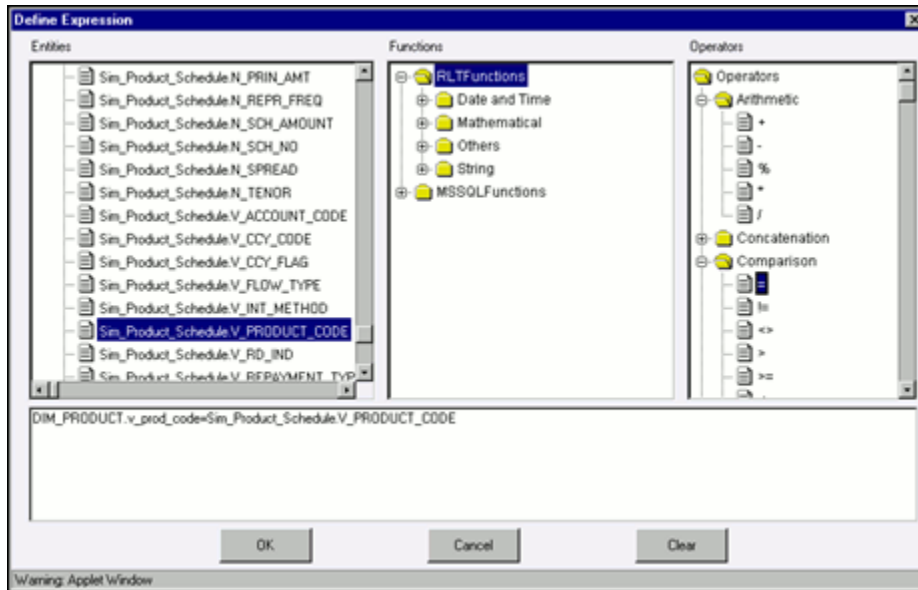 Define Expression
Entities
Functions
Operators
Sim_Product_Schedule.N_PRIN_AMT
Sim_Product_Schedule.N_REPR_FREQ
Sim_Product_Schedule.N_SCH_AMOUNT
Sim_Product_Schedule.N_SCH_NO
Sim_Product_Schedule.N_SPREAD
Sim_Product_Schedule.N_TENOR
Sim_Product_Schedule.V_ACCOUNT_CODE
Sim_Product_Schedule.V_CCY_CODE
Sim_Product_Schedule.V_CCY_FLAG
Sim_Product_Schedule.V_FLOW_TYPE
Sim_Product_Schedule.V_INT_METHOD
Sim_Product_Schedule.V_PRODUCT_CODE
Sim_Product_Schedule.V_RD_IND
Sim_Product_Schedule.V_REPAYMENT_TYP
RLTFunctions
Date and Time
Mathematical
Others
String
MSSQLFunctions
Operators
Arithmetic
+
-
%
*
/
Concatenation
Comparison
=
!=
<>
>
>=
DIM_PRODUCT.v_prod_code=Sim_Product_Schedule.V_PRODUCT_CODE
OK
Cancel
Clear
Warning: Applet Window